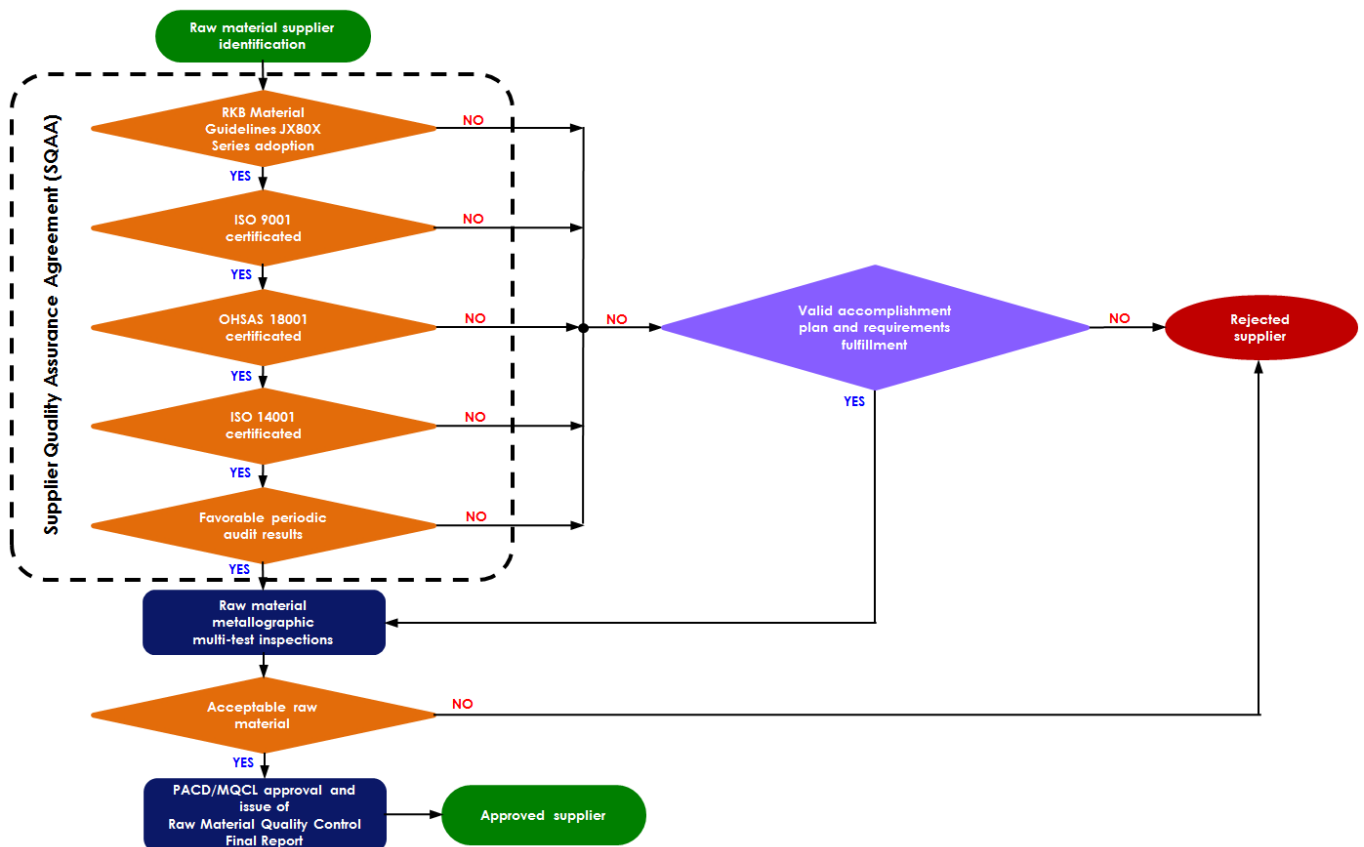 Raw material supplier
identification
Supplier Quality Assurance Agreement (SQAA)
RKB Material
Guidelines JX80X
Series adoption
NO
YES
ISO 9001
certificated
NO
YES
OHSAS 18001
certificated
NO
NO
Valid accomplishment
plan and requirements
fulfillment
NO
Rejected
supplier
YES
YES
ISO 14001
certificated
NO
YES
Favorable periodic
audit results
NO
YES
Raw material
metallographic
multi-test inspections
Acceptable raw
material
NO
YES
PACD/MQCL approval and
issue of
Raw Material Quality Control
Final Report
Approved supplier